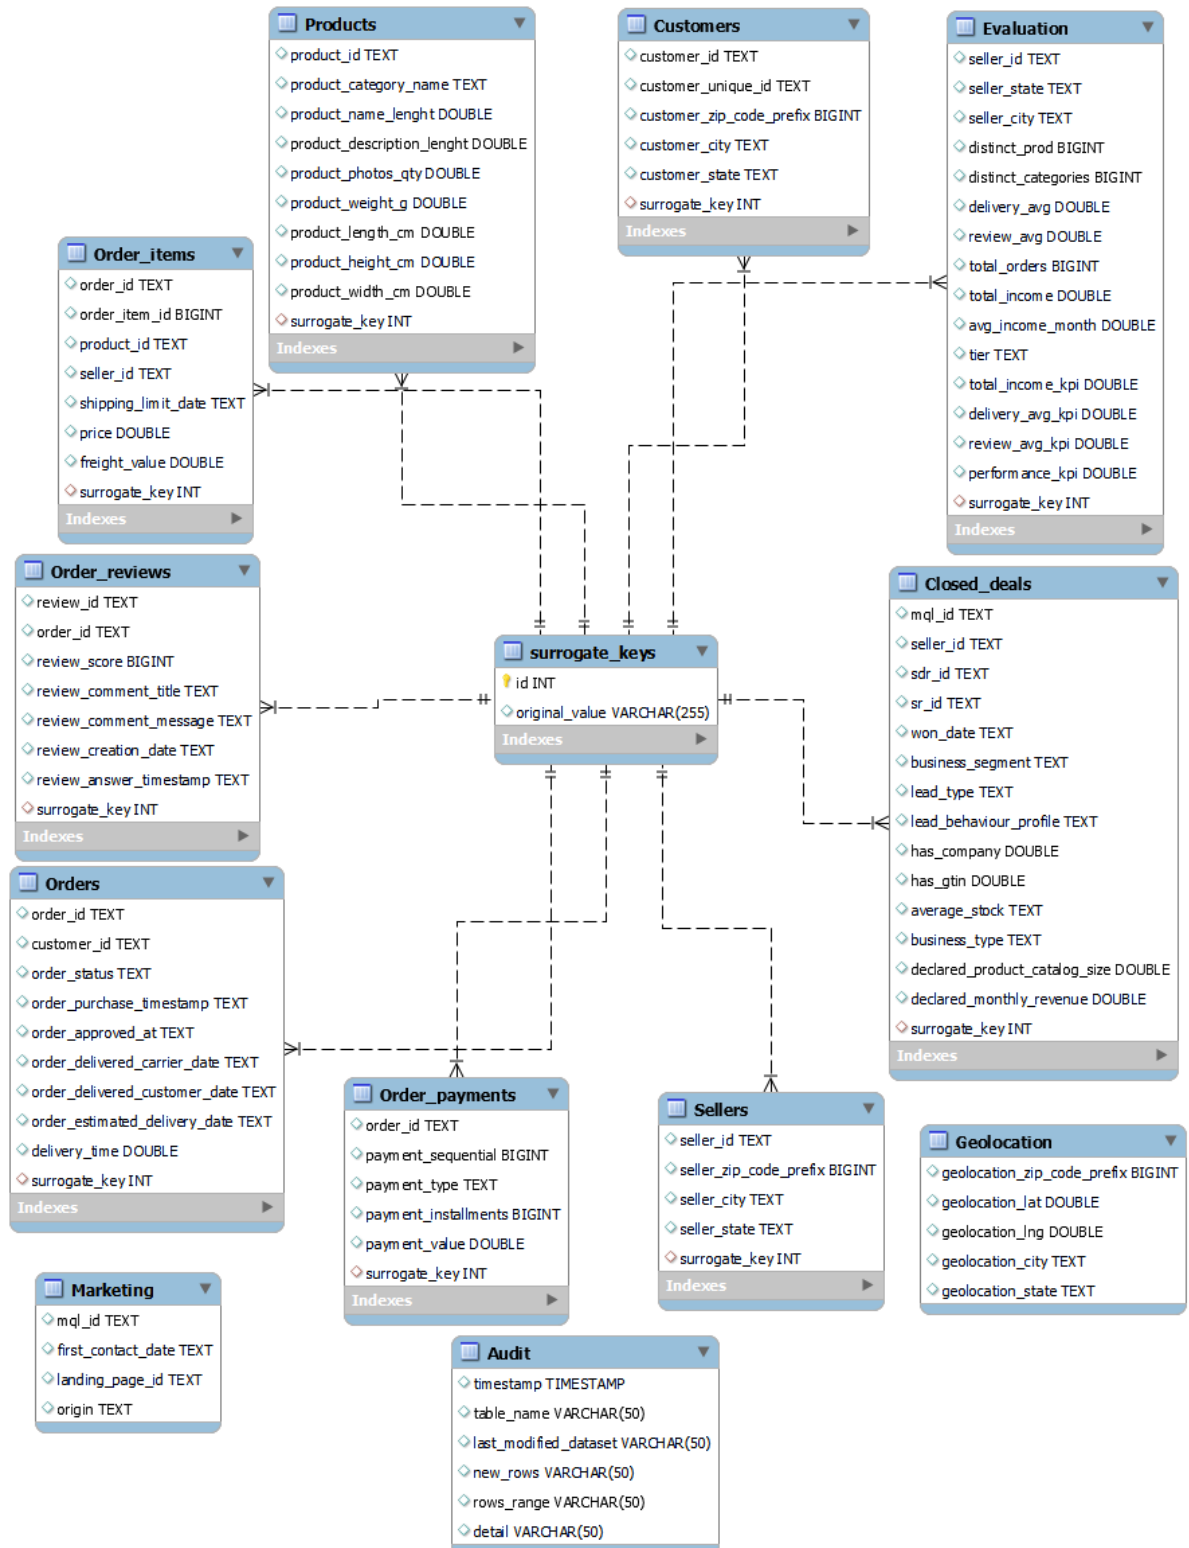 Products
product_id TEXT
product_category_name TEXT
product_name_lenght DOUBLE
product_description_lenght DOUBLE
product_photos_qty DOUBLE
product_weight_g DOUBLE
product_length_cm DOUBLE
product_height_cm DOUBLE
product_width_cm DOUBLE
surrogate_key INT
Indexes
Customers
customer_id TEXT
customer_unique_id TEXT
customer_zip_code_prefix BIGINT
customer_city TEXT
customer_state TEXT
surrogate_key INT
Indexes
Evaluation
seller_id TEXT
seller_state TEXT
seller_city TEXT
distinct_prod BIGINT
distinct_categories BIGINT
delivery_avg DOUBLE
review_avg DOUBLE
total_orders BIGINT
total_income DOUBLE
avg_income_month DOUBLE
tier TEXT
total_income_kpi DOUBLE
delivery_avg_kpi DOUBLE
review_avg_kpi DOUBLE
performance_kpi DOUBLE
surrogate_key INT
Indexes
Order_items
order_id TEXT
order_item_id BIGINT
product_id TEXT
seller_id TEXT
shipping_limit_date TEXT
price DOUBLE
freight_value DOUBLE
surrogate_key INT
Indexes
Order_reviews
review_id TEXT
order_id TEXT
review_score BIGINT
review_comment_title TEXT
review_comment_message TEXT
review_creation_date TEXT
review_answer_timestamp TEXT
surrogate_key INT
Indexes
surrogate_keys
id INT
original_value VARCHAR(255)
Indexes
Closed_deals
mql_id TEXT
seller_id TEXT
sdr_id TEXT
sr_id TEXT
won_date TEXT
business_segment TEXT
lead_type TEXT
lead_behaviour_profile TEXT
has_company DOUBLE
has_gtin DOUBLE
average_stock TEXT
business_type TEXT
declared_product_catalog_size DOUBLE
declared_monthly_revenue DOUBLE
surrogate_key INT
Indexes
Orders
order_id TEXT
customer_id TEXT
order_status TEXT
order_purchase_timestamp TEXT
order_approved_at TEXT
order_delivered_carrier_date TEXT
order_delivered_customer_date TEXT
order_estimated_delivery_date TEXT
delivery_time DOUBLE
surrogate_key INT
Indexes
Order_payments
order_id TEXT
payment_sequential BIGINT
payment_type TEXT
payment_installments BIGINT
payment_value DOUBLE
surrogate_key INT
Indexes
Sellers
seller_id TEXT
seller_zip_code_prefix BIGINT
seller_city TEXT
seller_state TEXT
surrogate_key INT
Indexes
Geolocation
geolocation_zip_code_prefix BIGINT
geolocation_lat DOUBLE
geolocation_lng DOUBLE
geolocation_city TEXT
geolocation_state TEXT
Marketing
mql_id TEXT
first_contact_date TEXT
landing_page_id TEXT
origin TEXT
Audit
timestamp TIMESTAMP
table_name VARCHAR(50)
last_modified_dataset VARCHAR(50)
new_rows VARCHAR(50)
rows_range VARCHAR(50)
detail VARCHAR(50)